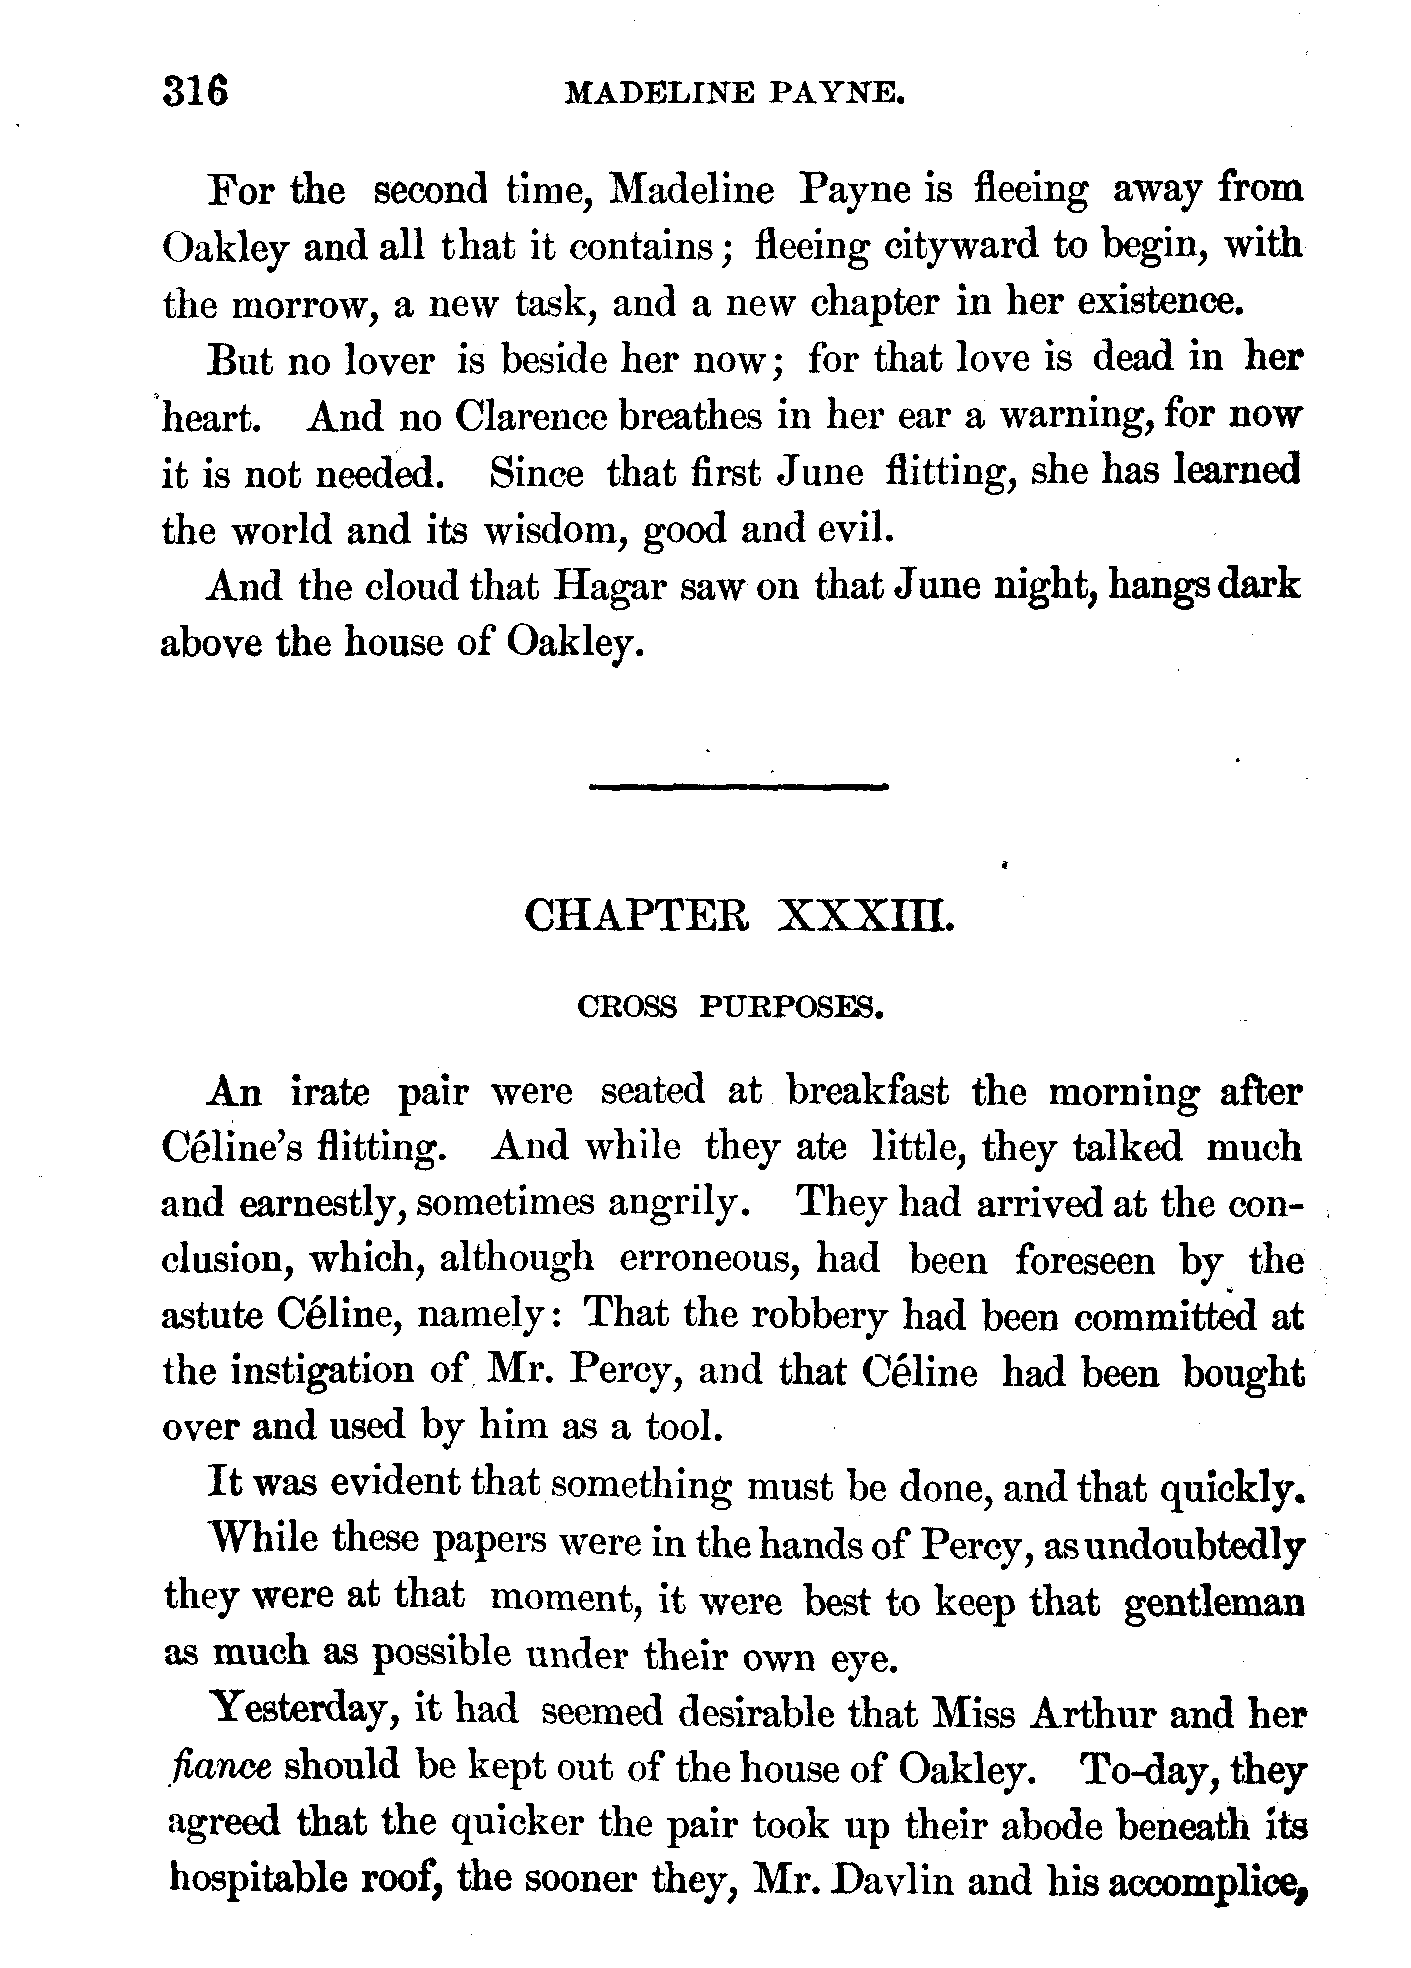 316 MADELINE PAYNE.
For the second time, Madeline Payne is fleeing away from
Oakley and all that it contains; fleeing cityward to begin, with
the morrow, a new task, and a new chapter in her existence.
But no lover is beside her now; for that love is dead in her
heart. And no Clarence breathes in her ear a warning, for now
it is not needed. Since that first June flitting, she has learned
the world and its wisdom, good and evil.
And the cloud that Hagar saw on that June night, hangs dark
above the house of Oakley.
CHAPTER XXXIII.
CROSS PURPOSES.
An irate pair were seated at breakfast the morning after
Céline's flitting. And while they ate little, they talked much
and earnestly, sometimes angrily. They had arrived at the con-
clusion, which, although erroneous, had been foreseen by the
astute Céline, namely: That the robbery had been committed at
the instigation of Mr. Percy, and that Céline had been bought
over and used by him as a tool.
It was evident that something must be done, and that quickly.
While these papers were in the hands of Percy, as undoubtedly
they were at that moment, it were best to keep that gentleman
as much as possible under their own eye.
Yesterday, it had seemed desirable that Miss Arthur and her
fiance should be kept out of the house of Oakley. To-day, they
agreed that the quicker the pair took up their abode beneath its
hospitable roof, the sooner they, Mr. Davlin and his accomplice,